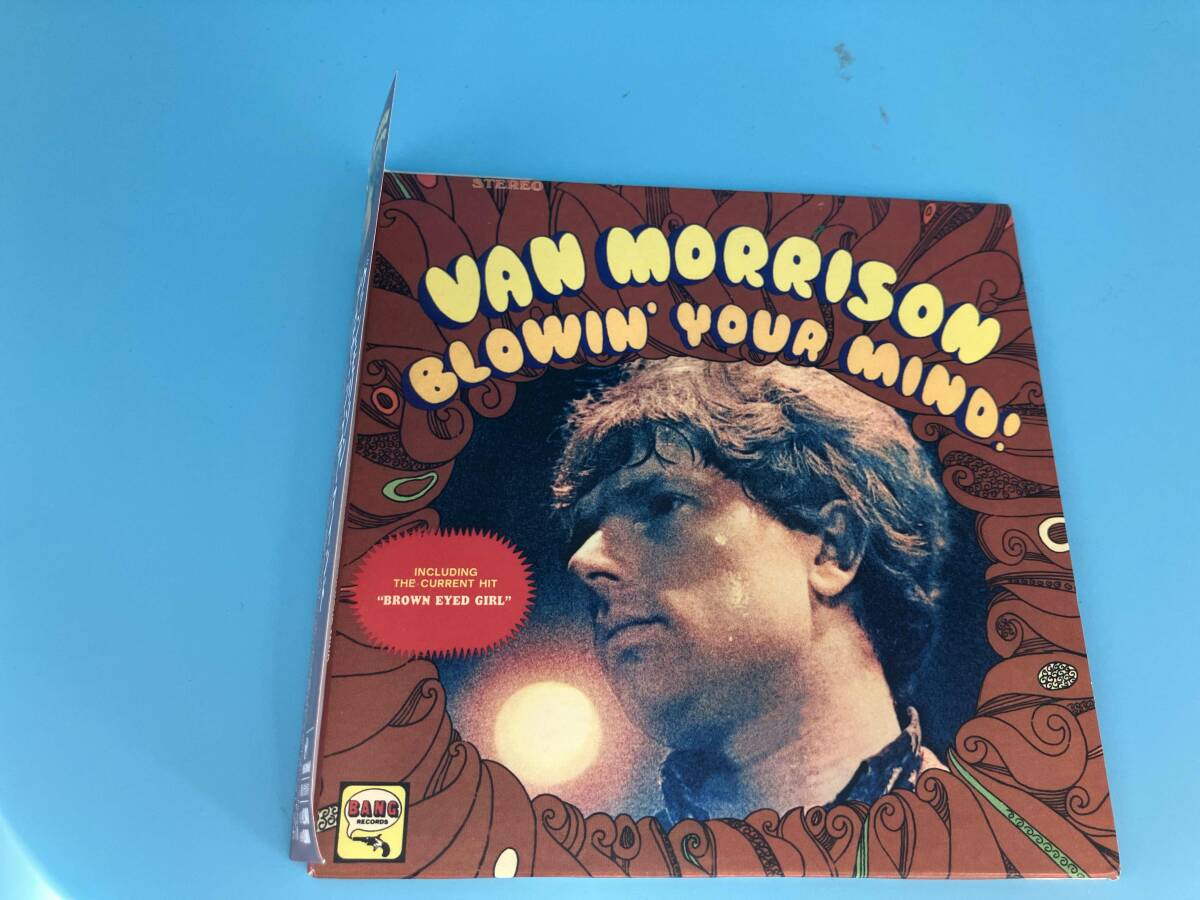 STEREO
VAN MORRISON
BLOWIN' YOUR MIND!
INCLUDING
THE CURRENT HIT
"BROWN EYED GIRL"
BANG
RECORDS